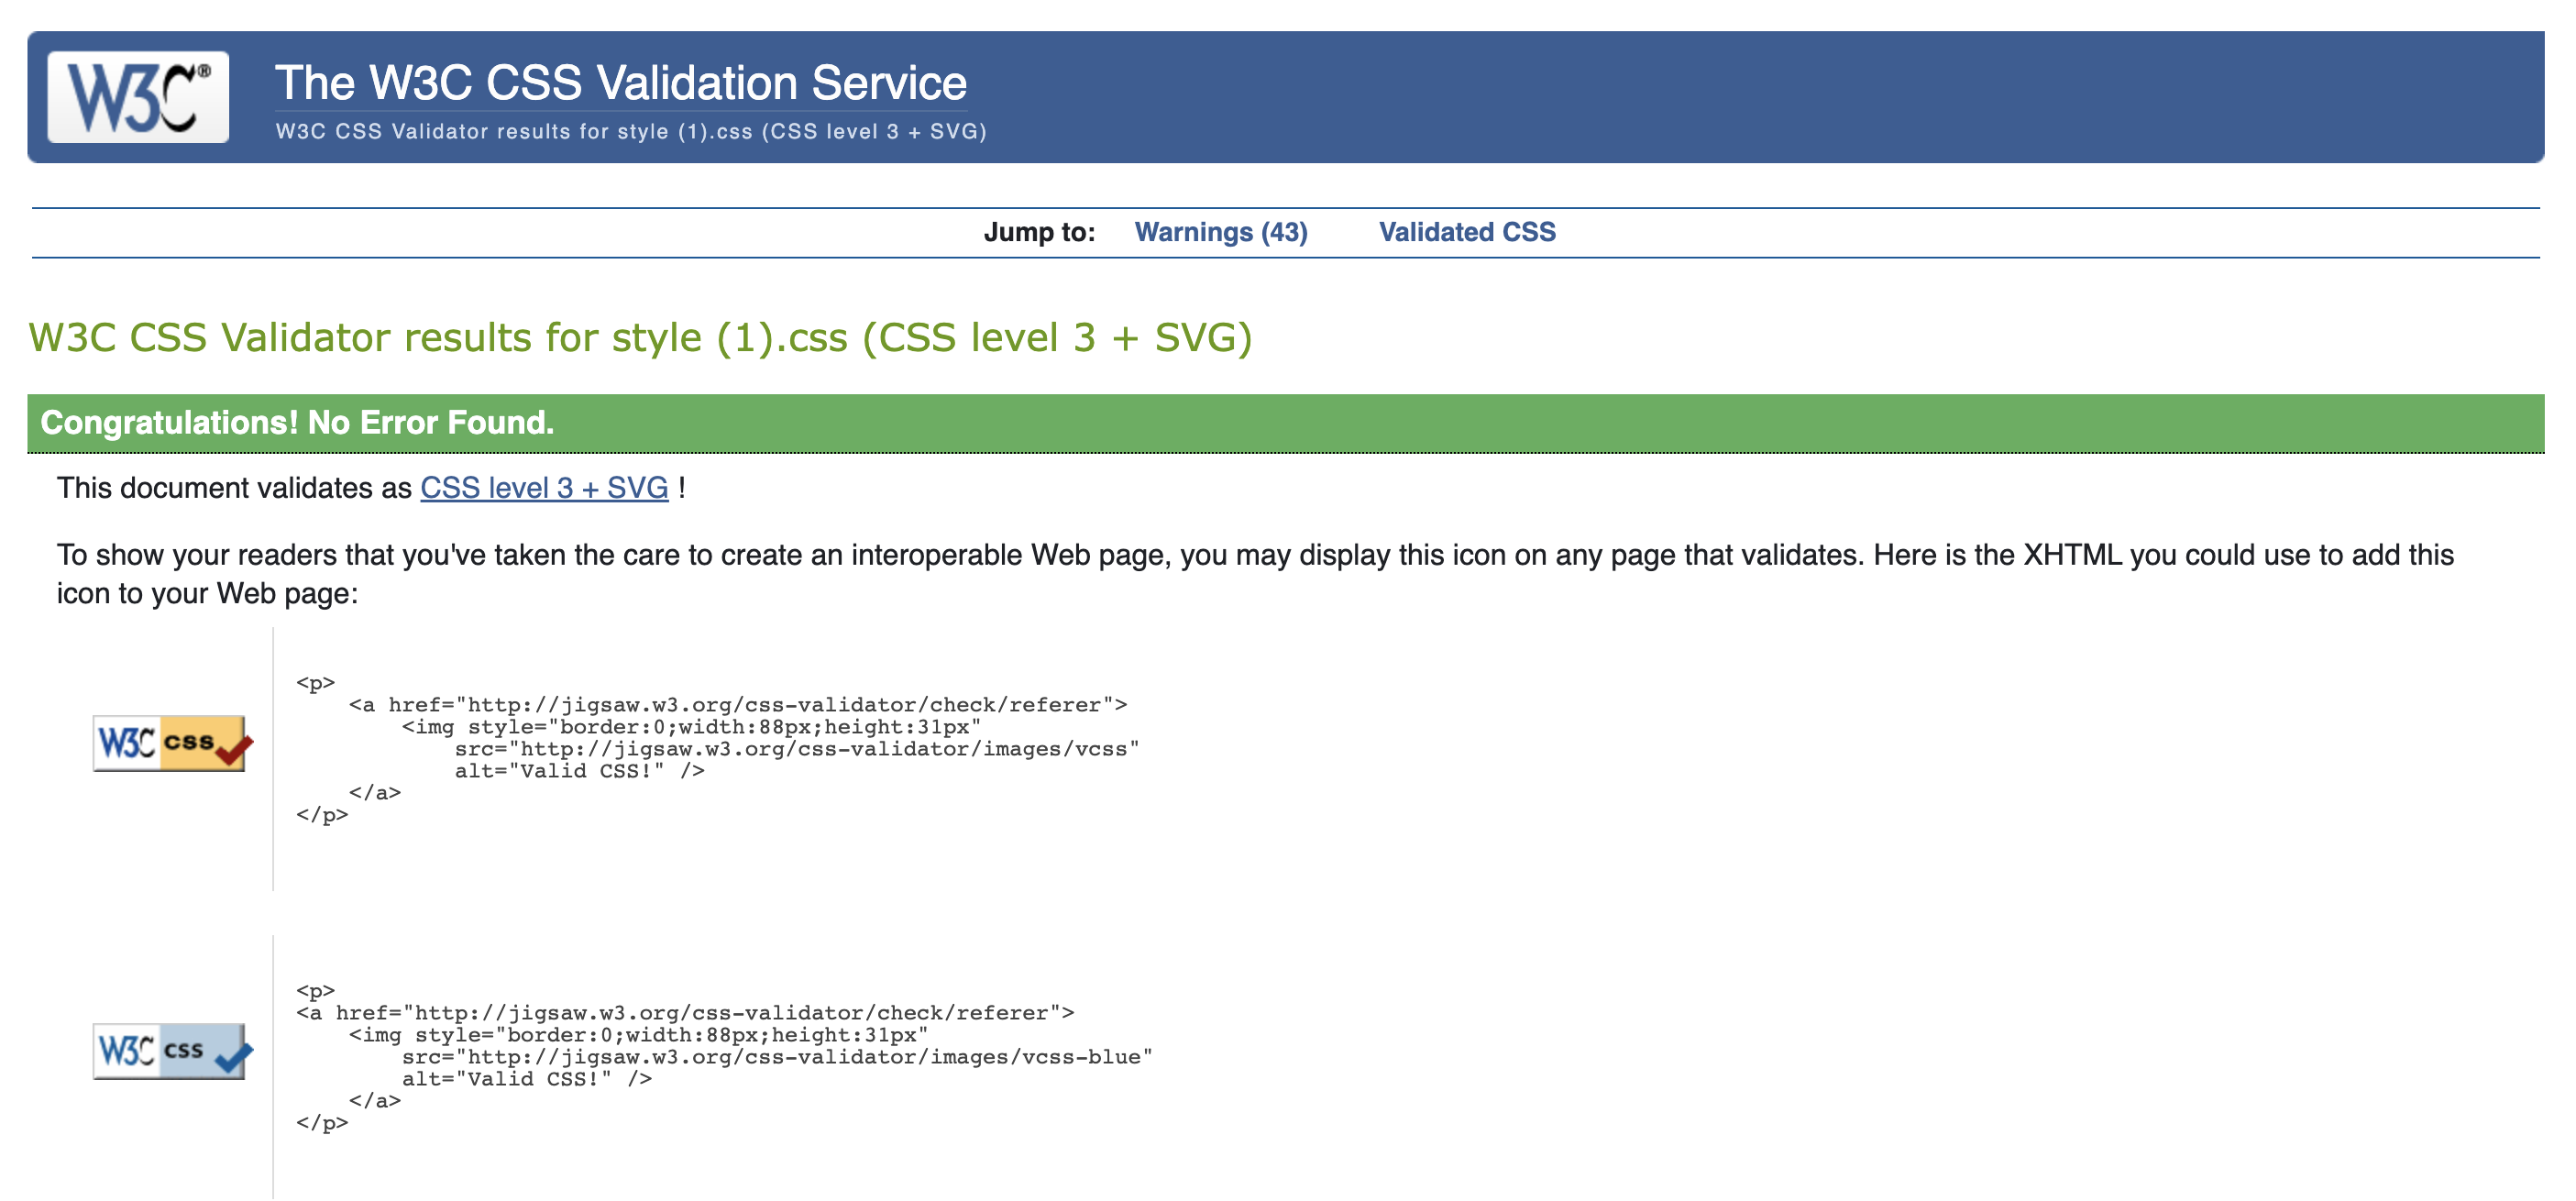 W3C®
The W3C CSS Validation Service
W3C CSS Validator results for style (1).css (CSS level 3 + SVG)
Jump to: Warnings (43) Validated CSS
W3C CSS Validator results for style (1).css (CSS level 3 + SVG)
Congratulations! No Error Found.
This document validates as CSS level 3 + SVG !
To show your readers that you've taken the care to create an interoperable Web page, you may display this icon on any page that validates. Here is the XHTML you could use to add this
icon to your Web page:
W3C css
<p>
    <a href="http://jigsaw.w3.org/css-validator/check/referer">
        <img style="border:0;width:88px;height:31px"
            src="http://jigsaw.w3.org/css-validator/images/vcss"
            alt="Valid CSS!" />
    </a>
</p>
W3C css
<p>
<a href="http://jigsaw.w3.org/css-validator/check/referer">
    <img style="border:0;width:88px;height:31px"
        src="http://jigsaw.w3.org/css-validator/images/vcss-blue"
        alt="Valid CSS!" />
    </a>
</p>